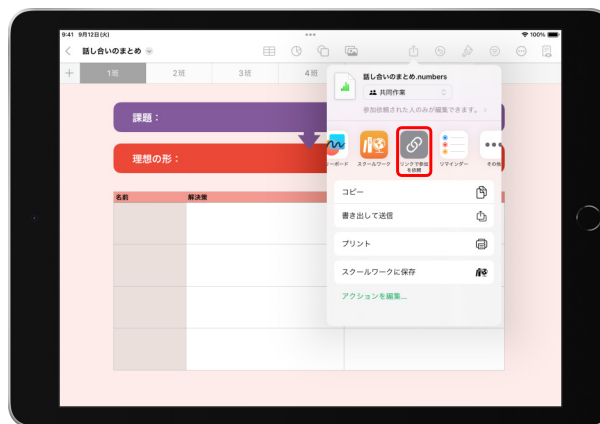 9:41 9月12日(火)
100%
話し合いのまとめ
1班 2班 3班 4班
課題：
理想の形：
名前 解決策
話し合いのまとめ.numbers
共同作業
参加依頼された人のみが編集できます。
ーボード スクールワーク リンクで参加を依頼 リマインダー その他
コピー
書き出して送信
プリント
スクールワークに保存
アクションを編集...